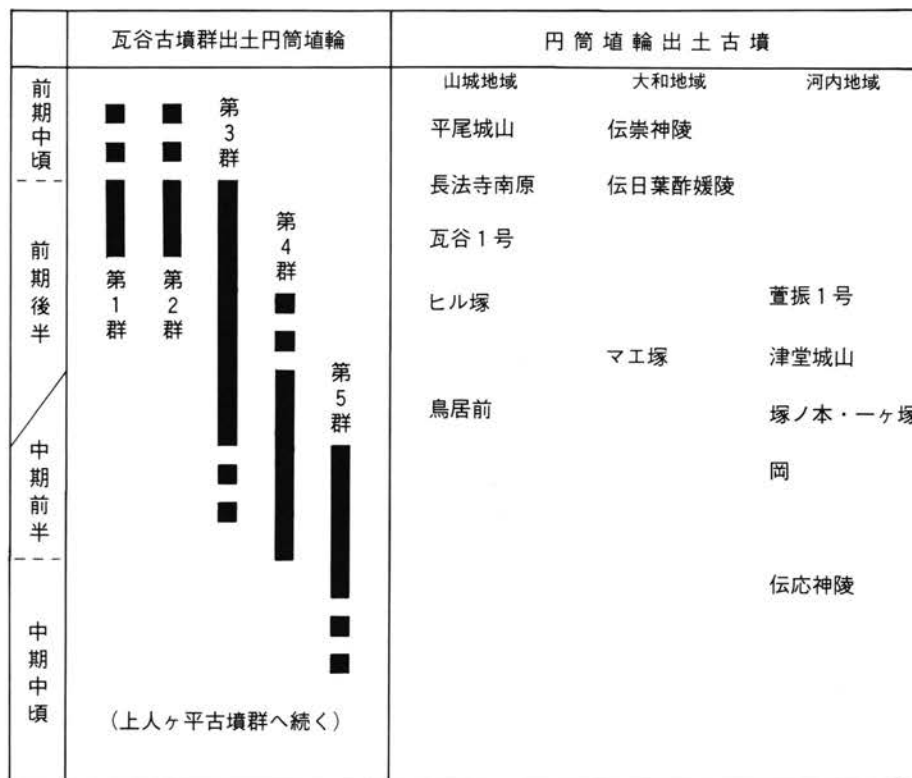 瓦谷古墳群出土円筒埴輪
円筒埴輪出土古墳
山城地域 大和地域 河内地域
前期中頃
前期後半
中期前半
中期中頃
第1群
第2群
第3群
第4群
第5群
(上人ヶ平古墳群へ続く)
平尾城山 伝崇神陵
長法寺南原 伝日葉酢媛陵
瓦谷1号
ヒル塚 萱振1号
マエ塚 津堂城山
鳥居前 塚ノ本・一ヶ塚
岡
伝応神陵